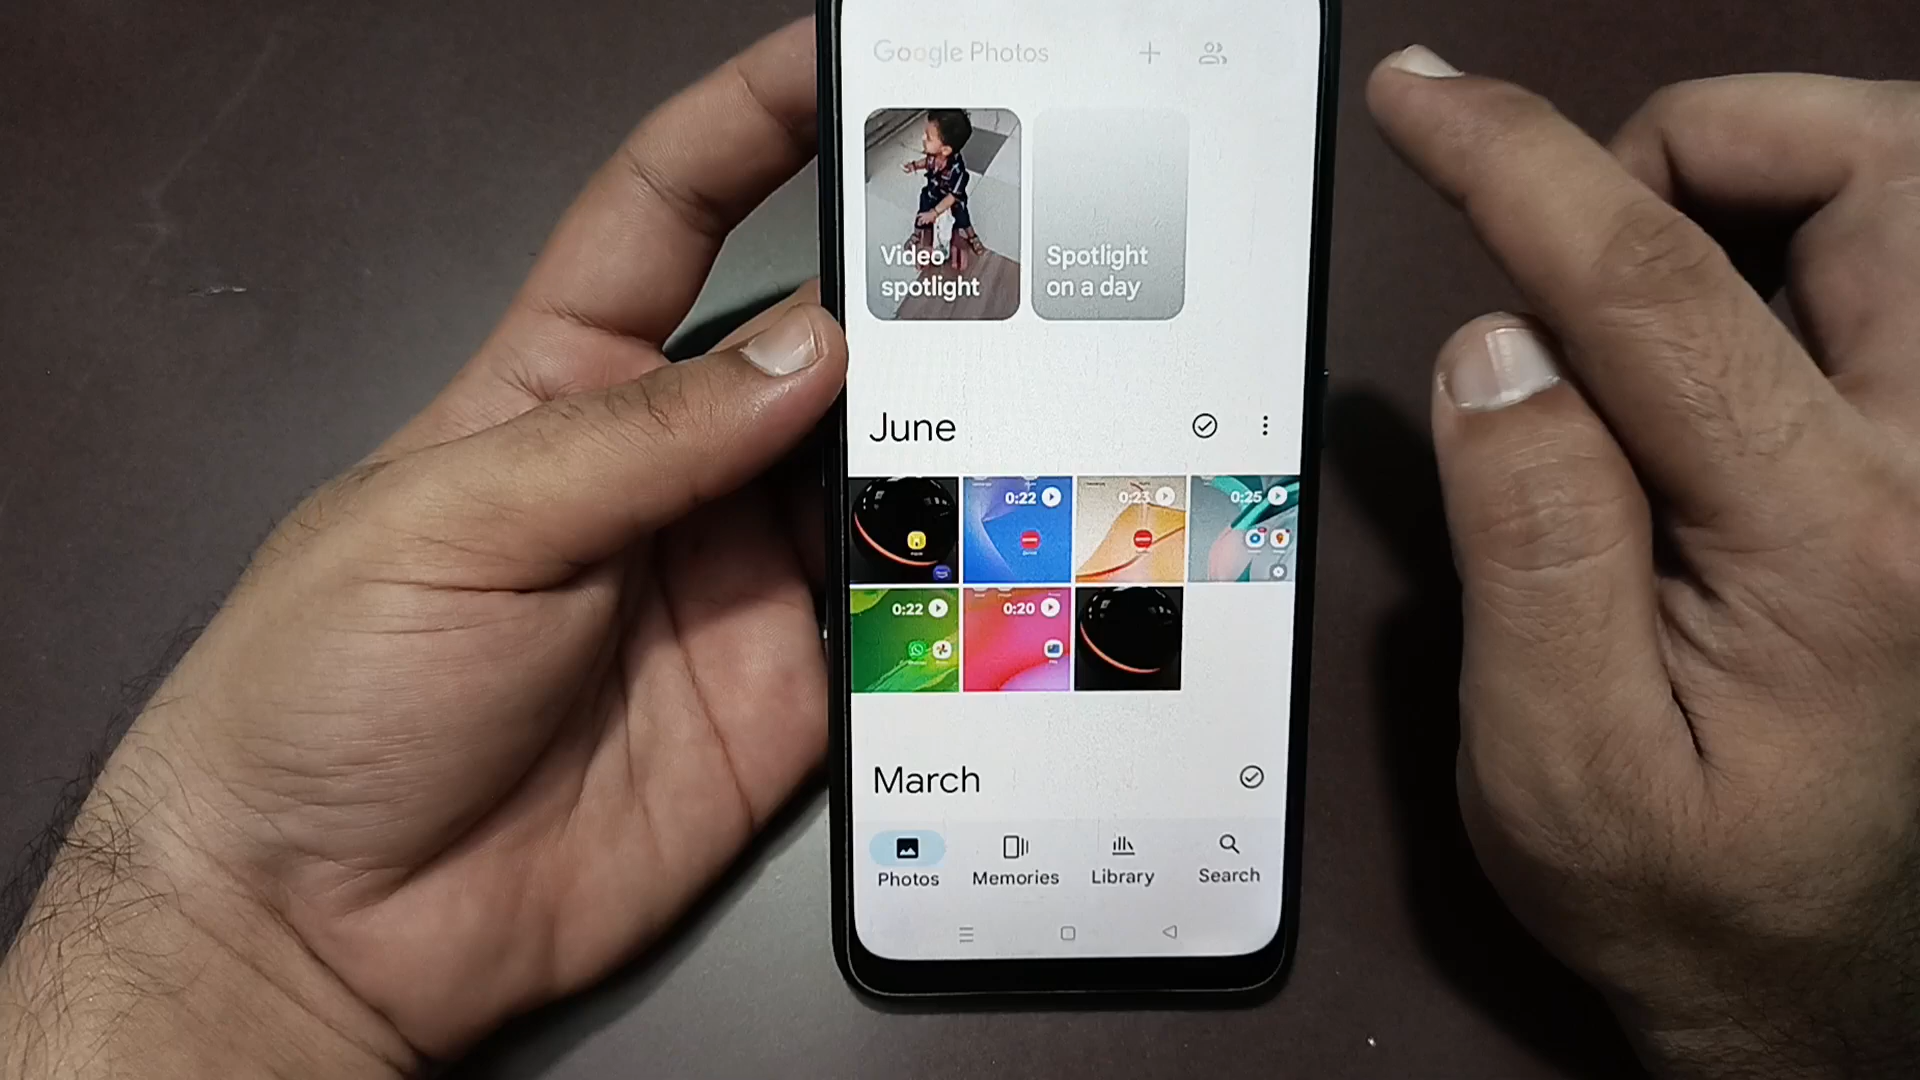 Google Photos
Video
spotlight
Spotlight
on a day
June
0:22
0:23
0:25
0:22
0:20
March
Photos
Memories
Library
Search